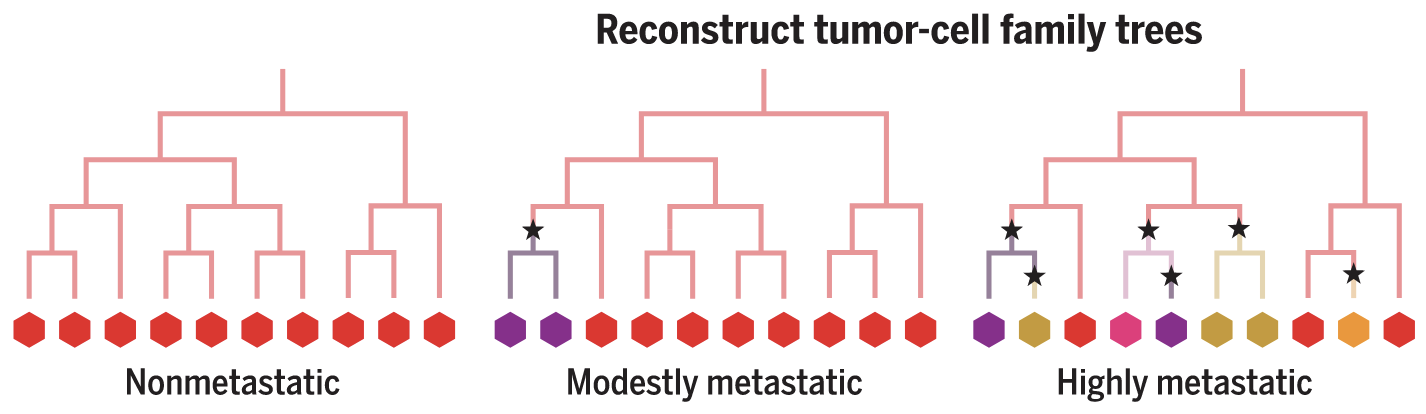 Reconstruct tumor-cell family trees
Nonmetastatic
Modestly metastatic
Highly metastatic